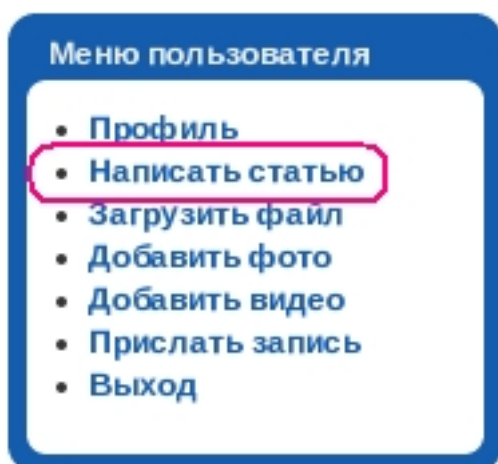 Меню пользователя
Профиль
Написать статью
Загрузить файл
Добавить фото
Добавить видео
Прислать запись
Выход